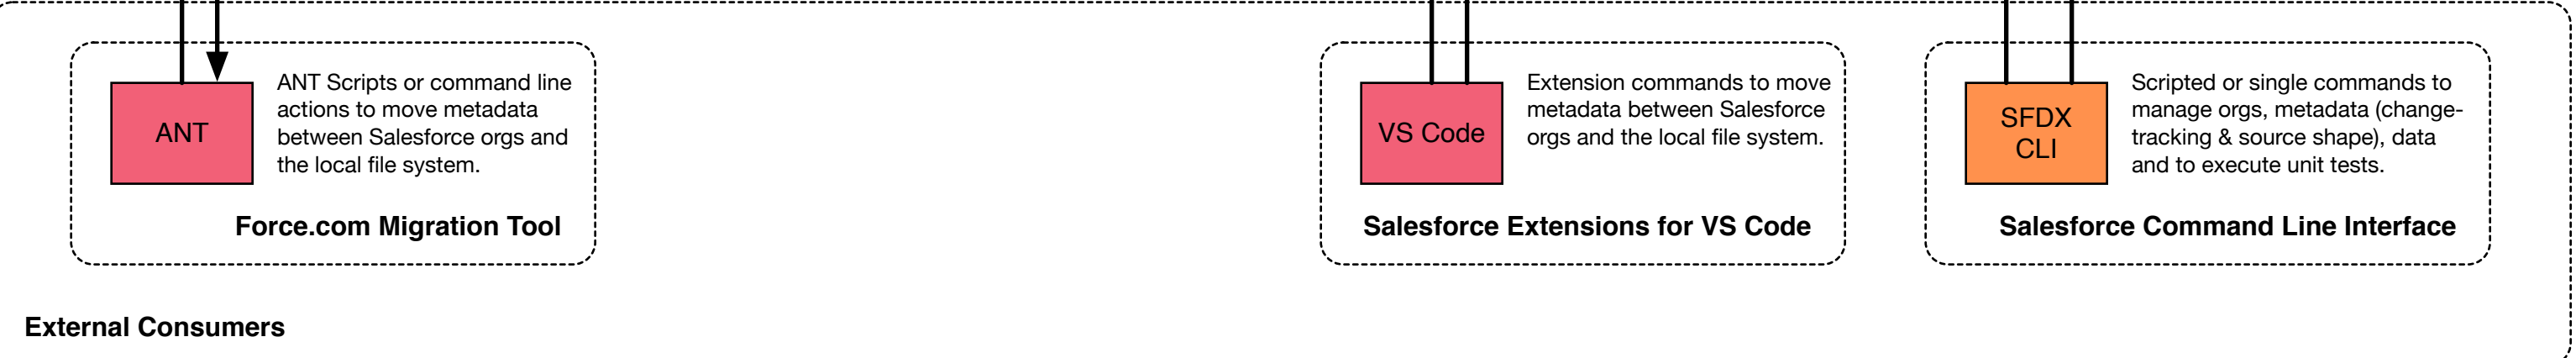 ANT
ANT Scripts or command line
actions to move metadata
between Salesforce orgs and
the local file system.
Force.com Migration Tool
VS Code
Extension commands to move
metadata between Salesforce
orgs and the local file system.
Salesforce Extensions for VS Code
SFDX
CLI
Scripted or single commands to
manage orgs, metadata (change-
tracking & source shape), data
and to execute unit tests.
Salesforce Command Line Interface
External Consumers